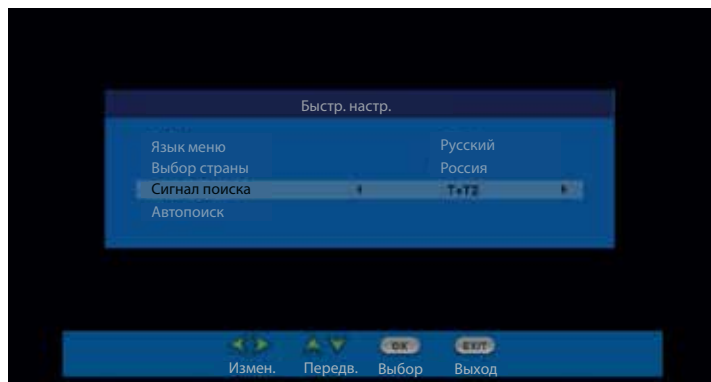 Быстр. настр.
Язык меню Русский
Выбор страны Россия
Сигнал поиска T+T2
Автопоиск
OK EXIT
Измен. Передв. Выбор Выход